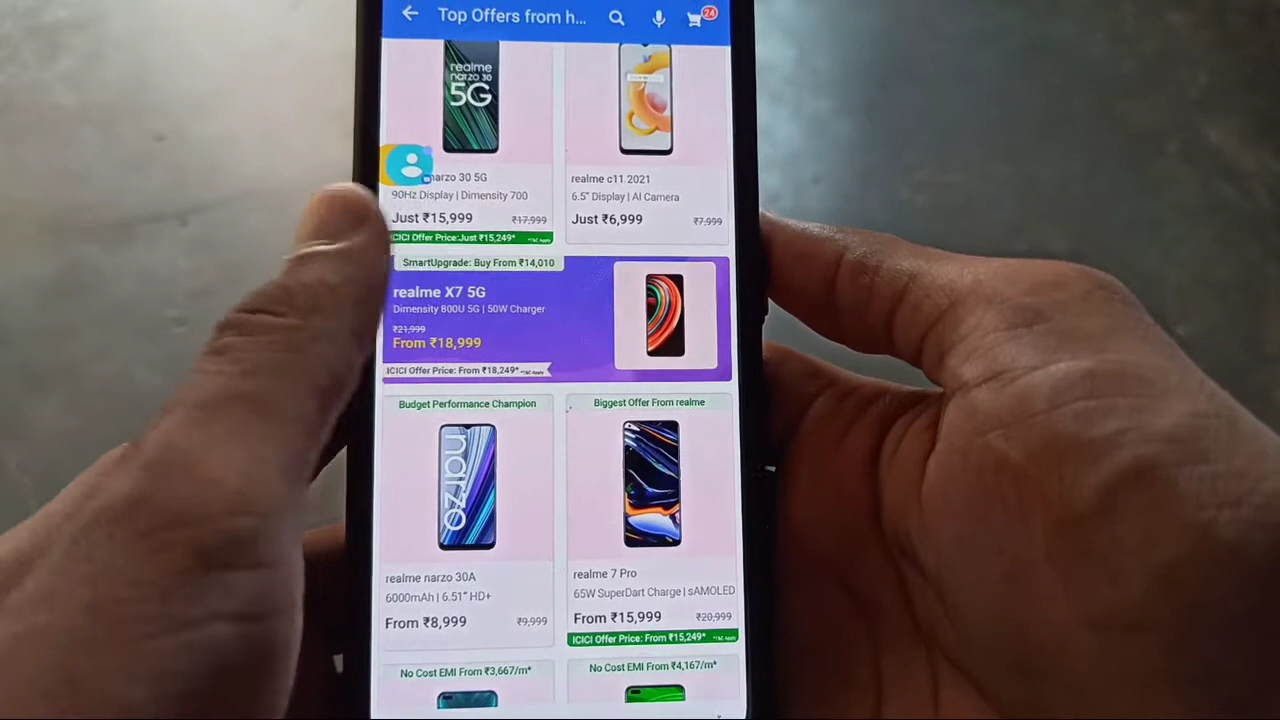 Top Offers from h...
24
realme
narzo 30
5G
narzo 30 5G
90Hz Display | Dimensity 700
Just ₹15,999 ₹17,999
ICICI Offer Price:Just ₹15,249* *T&C Apply
realme c11 2021
6.5" Display | AI Camera
Just ₹6,999 ₹7,999
SmartUpgrade: Buy From ₹14,010
realme X7 5G
Dimensity 800U 5G | 50W Charger
₹21,999
From ₹18,999
ICICI Offer Price: From ₹18,249* *T&C Apply
Budget Performance Champion
narzo
realme narzo 30A
6000mAh | 6.51" HD+
From ₹8,999 ₹9,999
Biggest Offer From realme
realme 7 Pro
65W SuperDart Charge | sAMOLED
From ₹15,999 ₹20,999
ICICI Offer Price: From ₹15,249* *T&C Apply
No Cost EMI From ₹3,667/m*
No Cost EMI From ₹4,167/m*